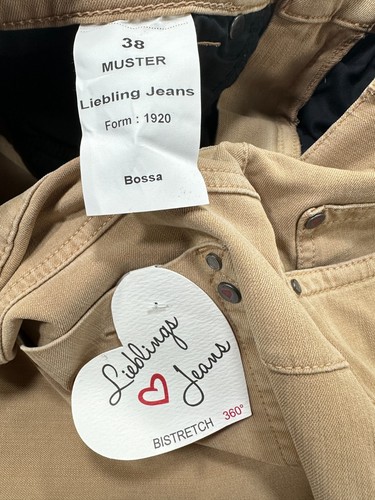 38
MUSTER
Liebling Jeans
Form : 1920
Bossa
Lieblings
Jeans
BISTRETCH 360°